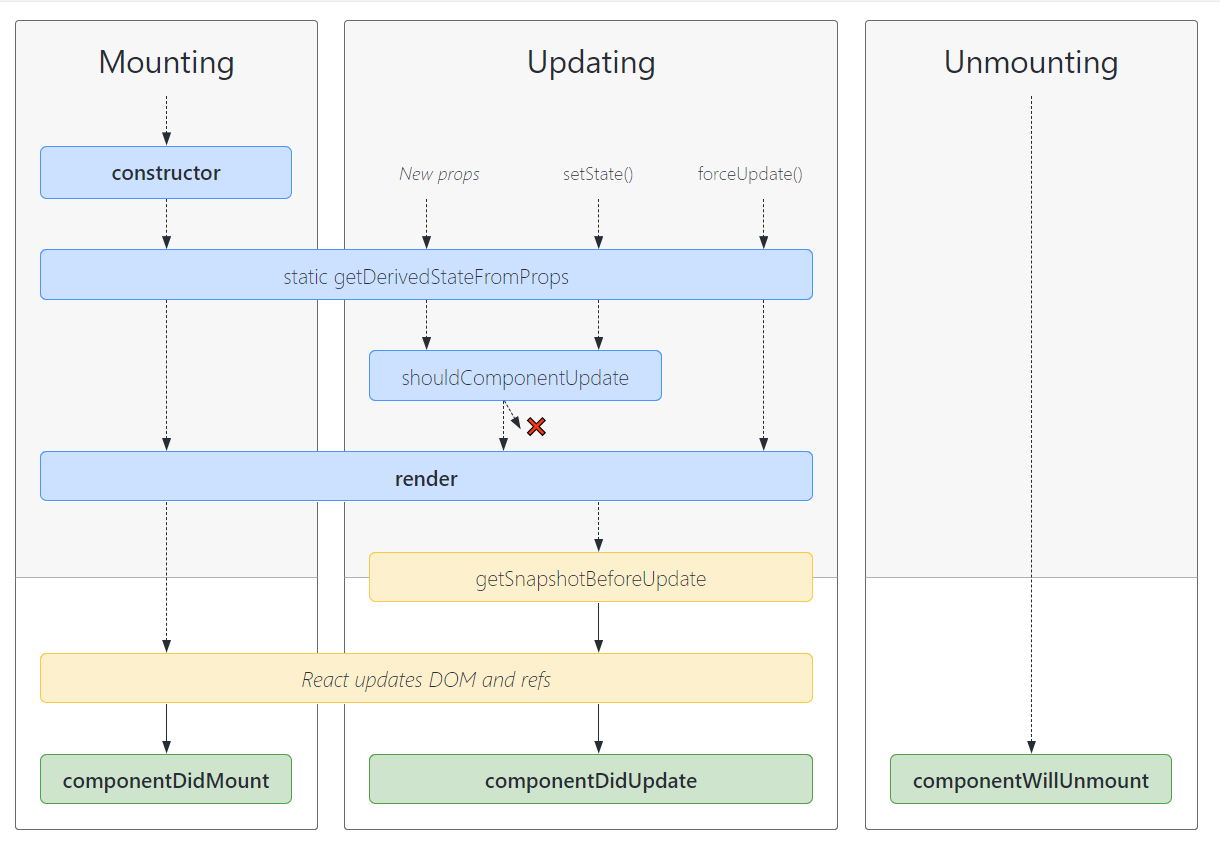 Mounting
Updating
Unmounting
constructor
New props
setState()
forceUpdate()
static getDerivedStateFromProps
shouldComponentUpdate
render
getSnapshotBeforeUpdate
React updates DOM and refs
componentDidMount
componentDidUpdate
componentWillUnmount